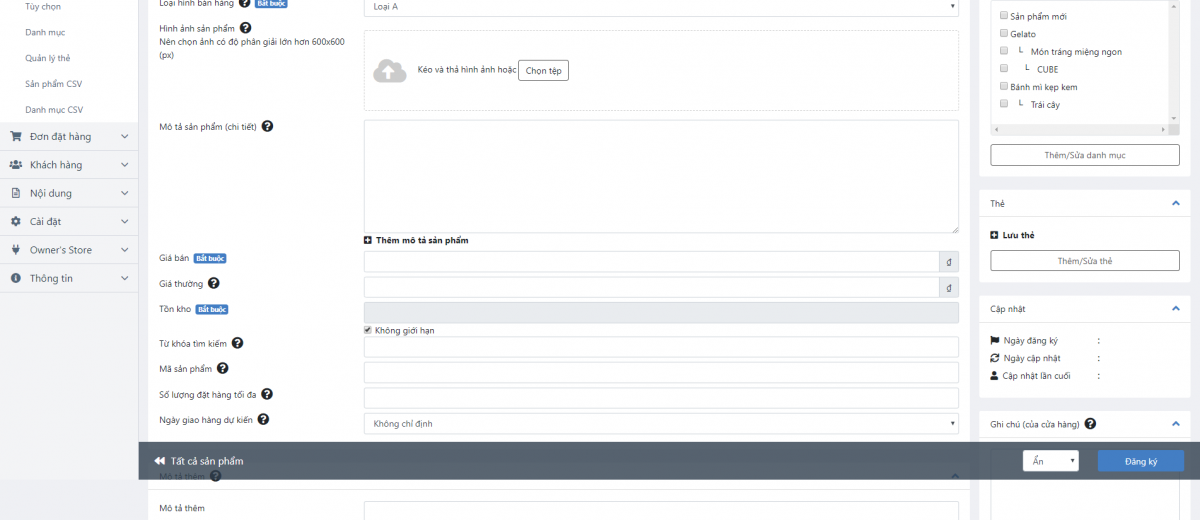 Tùy chọn
Danh mục
Quản lý thẻ
Sản phẩm CSV
Danh mục CSV
Đơn đặt hàng
Khách hàng
Nội dung
Cài đặt
Owner's Store
Thông tin
Loại hình bán hàng ? Bắt buộc
Loại A
Hình ảnh sản phẩm ?
Nên chọn ảnh có độ phân giải lớn hơn 600x600
(px)
Kéo và thả hình ảnh hoặc Chọn tệp
Mô tả sản phẩm (chi tiết) ?
Thêm mô tả sản phẩm
Giá bán Bắt buộc
₫
Giá thường ?
₫
Tồn kho Bắt buộc
Không giới hạn
Từ khóa tìm kiếm ?
Mã sản phẩm ?
Số lượng đặt hàng tối đa ?
Ngày giao hàng dự kiến ?
Không chỉ định
Sản phẩm mới
Gelato
Món tráng miệng ngon
CUBE
Bánh mì kẹp kem
Trái cây
Thêm/Sửa danh mục
Thẻ
Lưu thẻ
Thêm/Sửa thẻ
Cập nhật
Ngày đăng ký :
Ngày cập nhật :
Cập nhật lần cuối :
Ghi chú (của cửa hàng) ?
Tất cả sản phẩm
Ẩn
Đăng ký
Mô tả thêm ?
Mô tả thêm